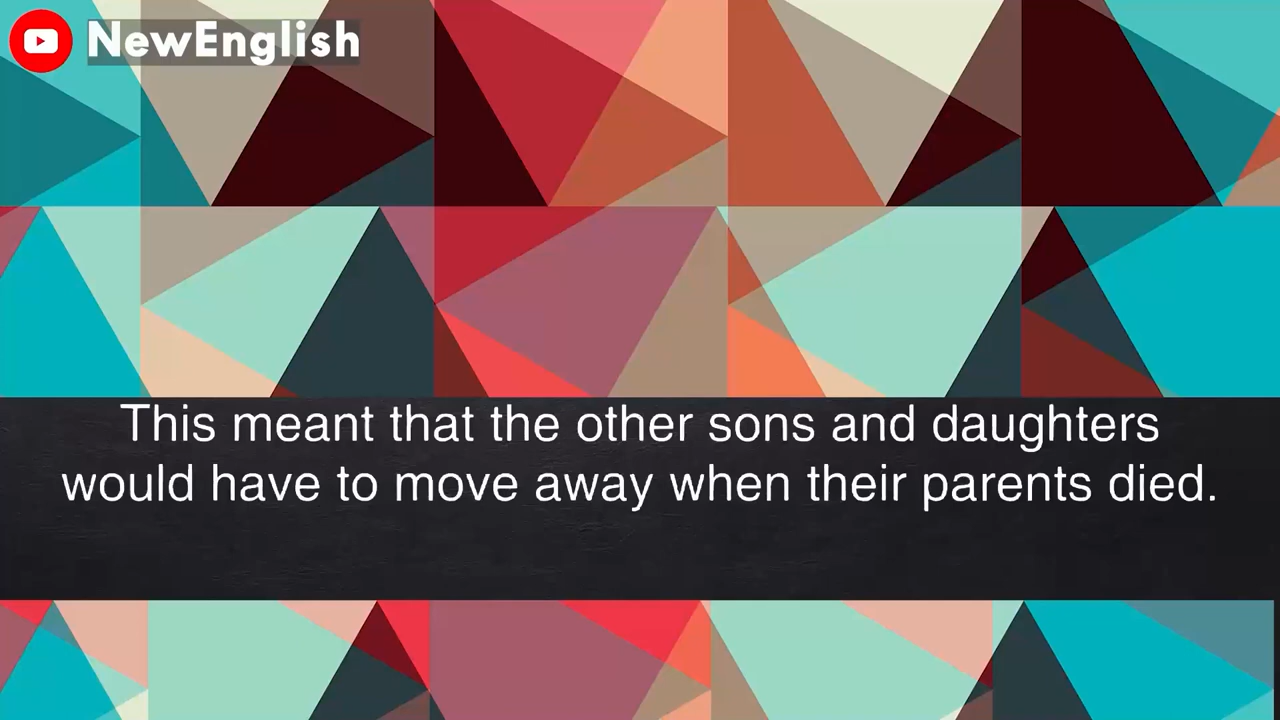 NewEnglish
This meant that the other sons and daughters
would have to move away when their parents died.